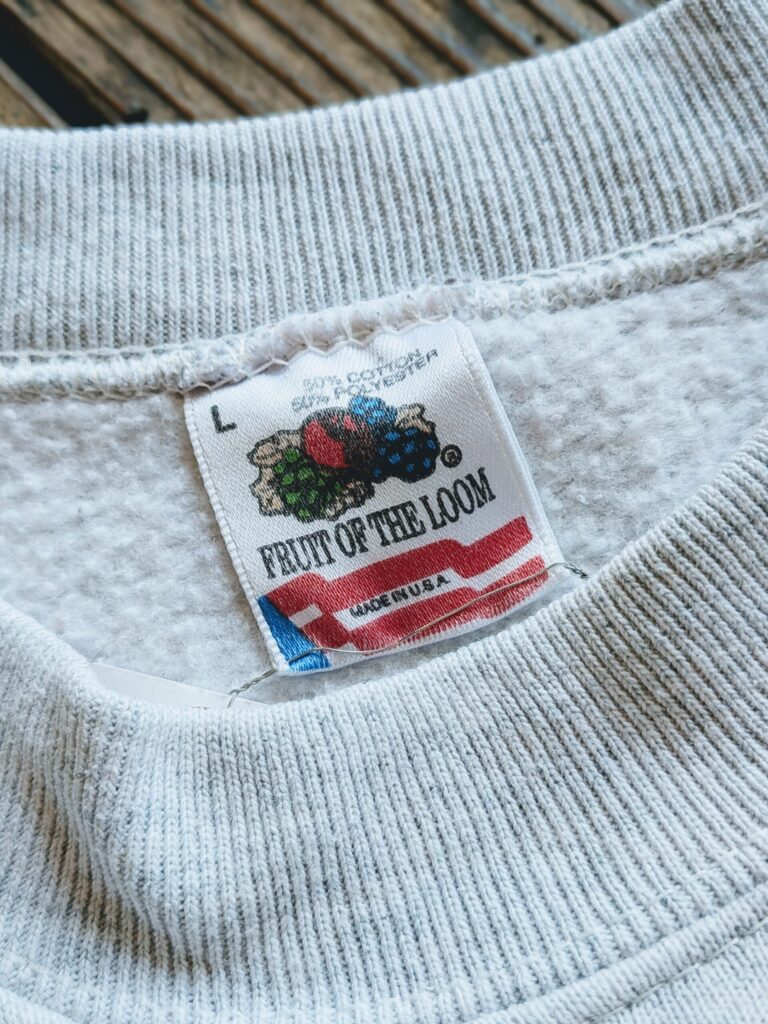 50% COTTON
50% POLYESTER
L
®
FRUIT OF THE LOOM
MADE IN U.S.A.